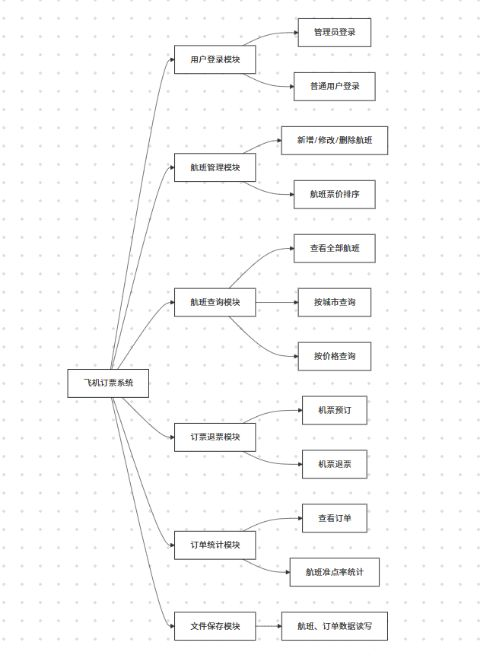 飞机订票系统
用户登录模块
管理员登录
普通用户登录
航班管理模块
新增/修改/删除航班
航班票价排序
航班查询模块
查看全部航班
按城市查询
按价格查询
订票退票模块
机票预订
机票退票
订单统计模块
查看订单
航班准点率统计
文件保存模块
航班、订单数据读写